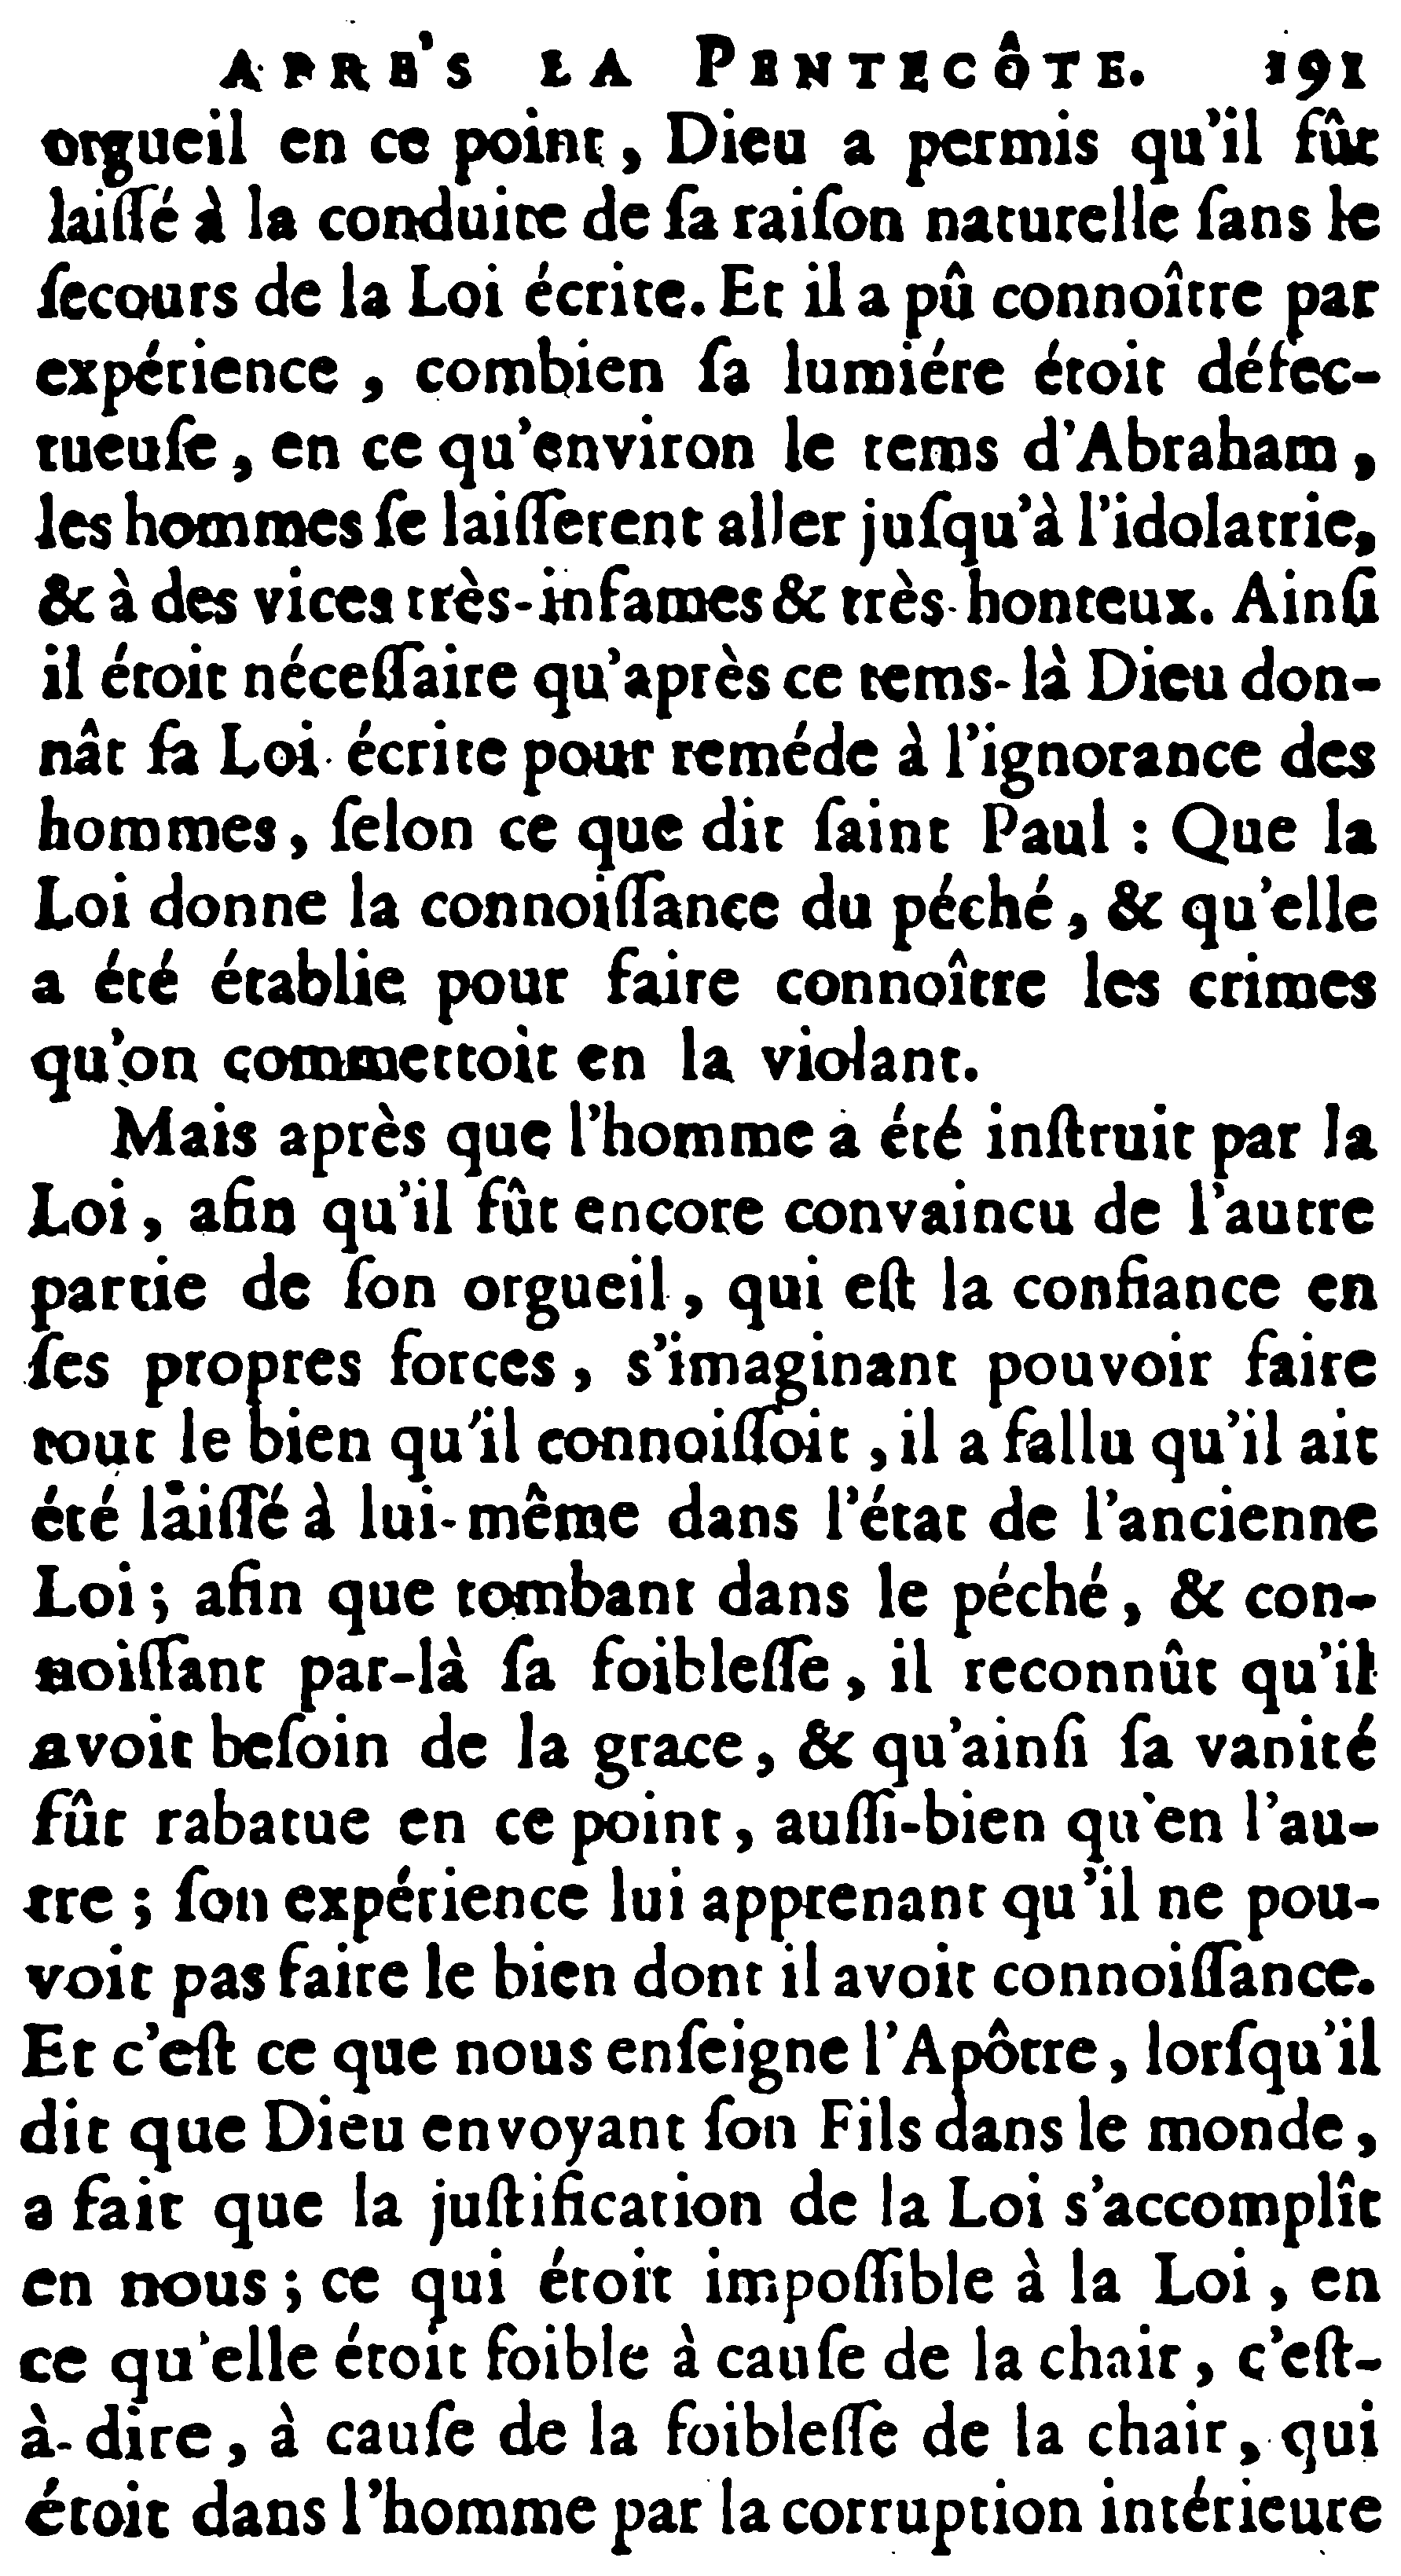 APRE'S LA PENTECÔTE. 191
orgueil en ce point, Dieu a permis qu'il fût
laiſſé à la conduite de ſa raiſon naturelle ſans le
ſecours de la Loi écrite. Et il a pû connoître par
expérience, combien ſa lumiére étoit défec-
tueuſe, en ce qu'environ le tems d'Abraham,
les hommes ſe laiſſerent aller juſqu'à l'idolatrie,
& à des vices très-infames & très-honteux. Ainſi
il étoit néceſſaire qu'après ce tems-là Dieu don-
nât ſa Loi écrite pour reméde à l'ignorance des
hommes, ſelon ce que dit ſaint Paul : Que la
Loi donne la connoiſſance du péché, & qu'elle
a été établie pour faire connoître les crimes
qu'on commettoit en la violant.
Mais après que l'homme a été inſtruit par la
Loi, afin qu'il fût encore convaincu de l'autre
partie de ſon orgueil, qui eſt la confiance en
ſes propres forces, s'imaginant pouvoir faire
tout le bien qu'il connoiſſoit, il a fallu qu'il ait
été laiſſé à lui-même dans l'état de l'ancienne
Loi; afin que tombant dans le péché, & con-
noiſſant par-là ſa foibleſſe, il reconnût qu'il
avoit beſoin de la grace, & qu'ainſi ſa vanité
fût rabatue en ce point, auſſi-bien qu'en l'au-
tre ; ſon expérience lui apprenant qu'il ne pou-
voit pas faire le bien dont il avoit connoiſſance.
Et c'eſt ce que nous enſeigne l'Apôtre, lorſqu'il
dit que Dieu envoyant ſon Fils dans le monde,
a fait que la juſtification de la Loi s'accomplît
en nous ; ce qui étoit impoſſible à la Loi, en
ce qu'elle étoit foible à cauſe de la chair, c'eſt-
à-dire, à cauſe de la foibleſſe de la chair, qui
étoit dans l'homme par la corruption intérieure